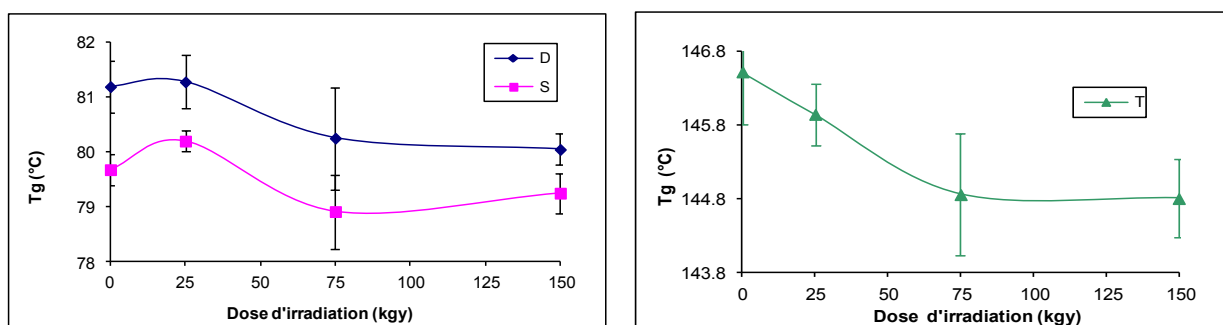 82
81
80
79
78
Tg (°C)
D
S
0 25 50 75 100 125 150
Dose d'irradiation (kgy)
146.8
145.8
144.8
143.8
Tg (°C)
T
0 25 50 75 100 125 150
Dose d'irradiation (kgy)